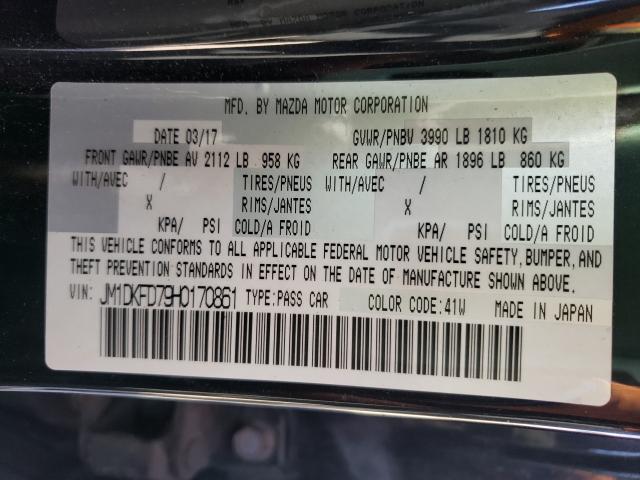 BY MAZDA MOTOR CORPORATION
MFD. BY MAZDA MOTOR CORPORATION
DATE 03/17 GVWR/PNBV 3990 LB 1810 KG
FRONT GAWR/PNBE AV 2112 LB 958 KG REAR GAWR/PNBE AR 1896 LB 860 KG
WITH/AVEC / TIRES/PNEUS WITH/AVEC / TIRES/PNEUS
X RIMS/JANTES X RIMS/JANTES
KPA/ PSI COLD/A FROID KPA/ PSI COLD/A FROID
THIS VEHICLE CONFORMS TO ALL APPLICABLE FEDERAL MOTOR VEHICLE SAFETY, BUMPER, AND
THEFT PREVENTION STANDARDS IN EFFECT ON THE DATE OF MANUFACTURE SHOWN ABOVE.
VIN: JM1DKFD79H0170861 TYPE:PASS CAR COLOR CODE:41W MADE IN JAPAN